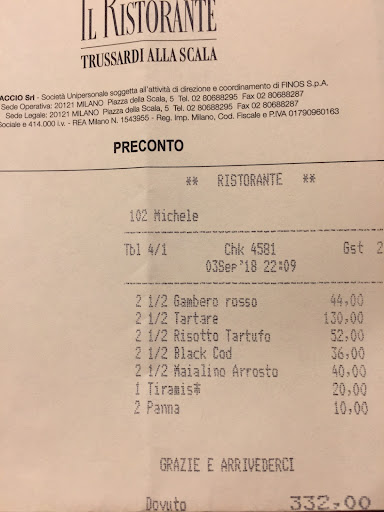 IL RISTORANTE
TRUSSARDI ALLA SCALA
ACCIO Srl - Società Unipersonale soggetta all'attività di direzione e coordinamento di FINOS S.p.A.
Sede Operativa: 20121 MILANO Piazza della Scala, 5 Tel. 02 80688295 Fax 02 80688287
Sede Legale: 20121 MILANO Piazza della Scala, 5 Tel. 02 80688295 Fax 02 80688287
Sociale € 414.000 i.v. - REA Milano N. 1543955 - Reg. Imp. Milano, Cod. Fiscale e P.IVA 01790960163
PRECONTO
** RISTORANTE **
102 Michele
Tbl 4/1 Chk 4581 Gst 2
03Sep'18 22:09
2 1/2 Gambero rosso 44,00
2 1/2 Tartare 130,00
2 1/2 Risotto Tartufo 52,00
2 1/2 Black Cod 36,00
2 1/2 Maialino Arrosto 40,00
1 Tiramis* 20,00
2 Panna 10,00
GRAZIE E ARRIVEDERCI
Dovuto 332,00